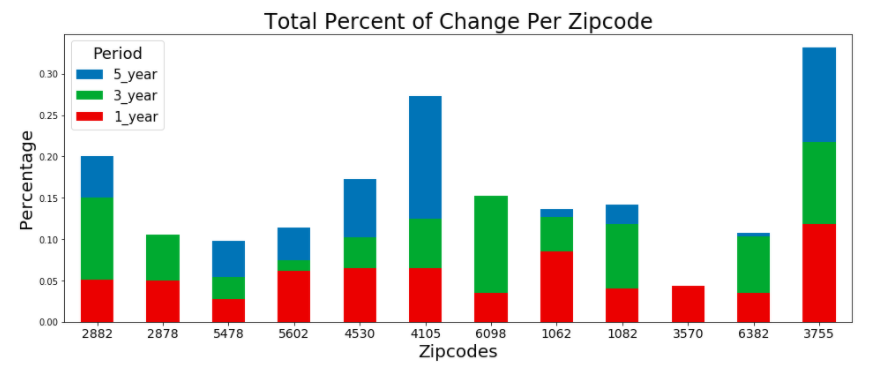 Total Percent of Change Per Zipcode
Period
5_year
3_year
1_year
Percentage
0.30
0.25
0.20
0.15
0.10
0.05
0.00
2882 2878 5478 5602 4530 4105 6098 1062 1082 3570 6382 3755
Zipcodes